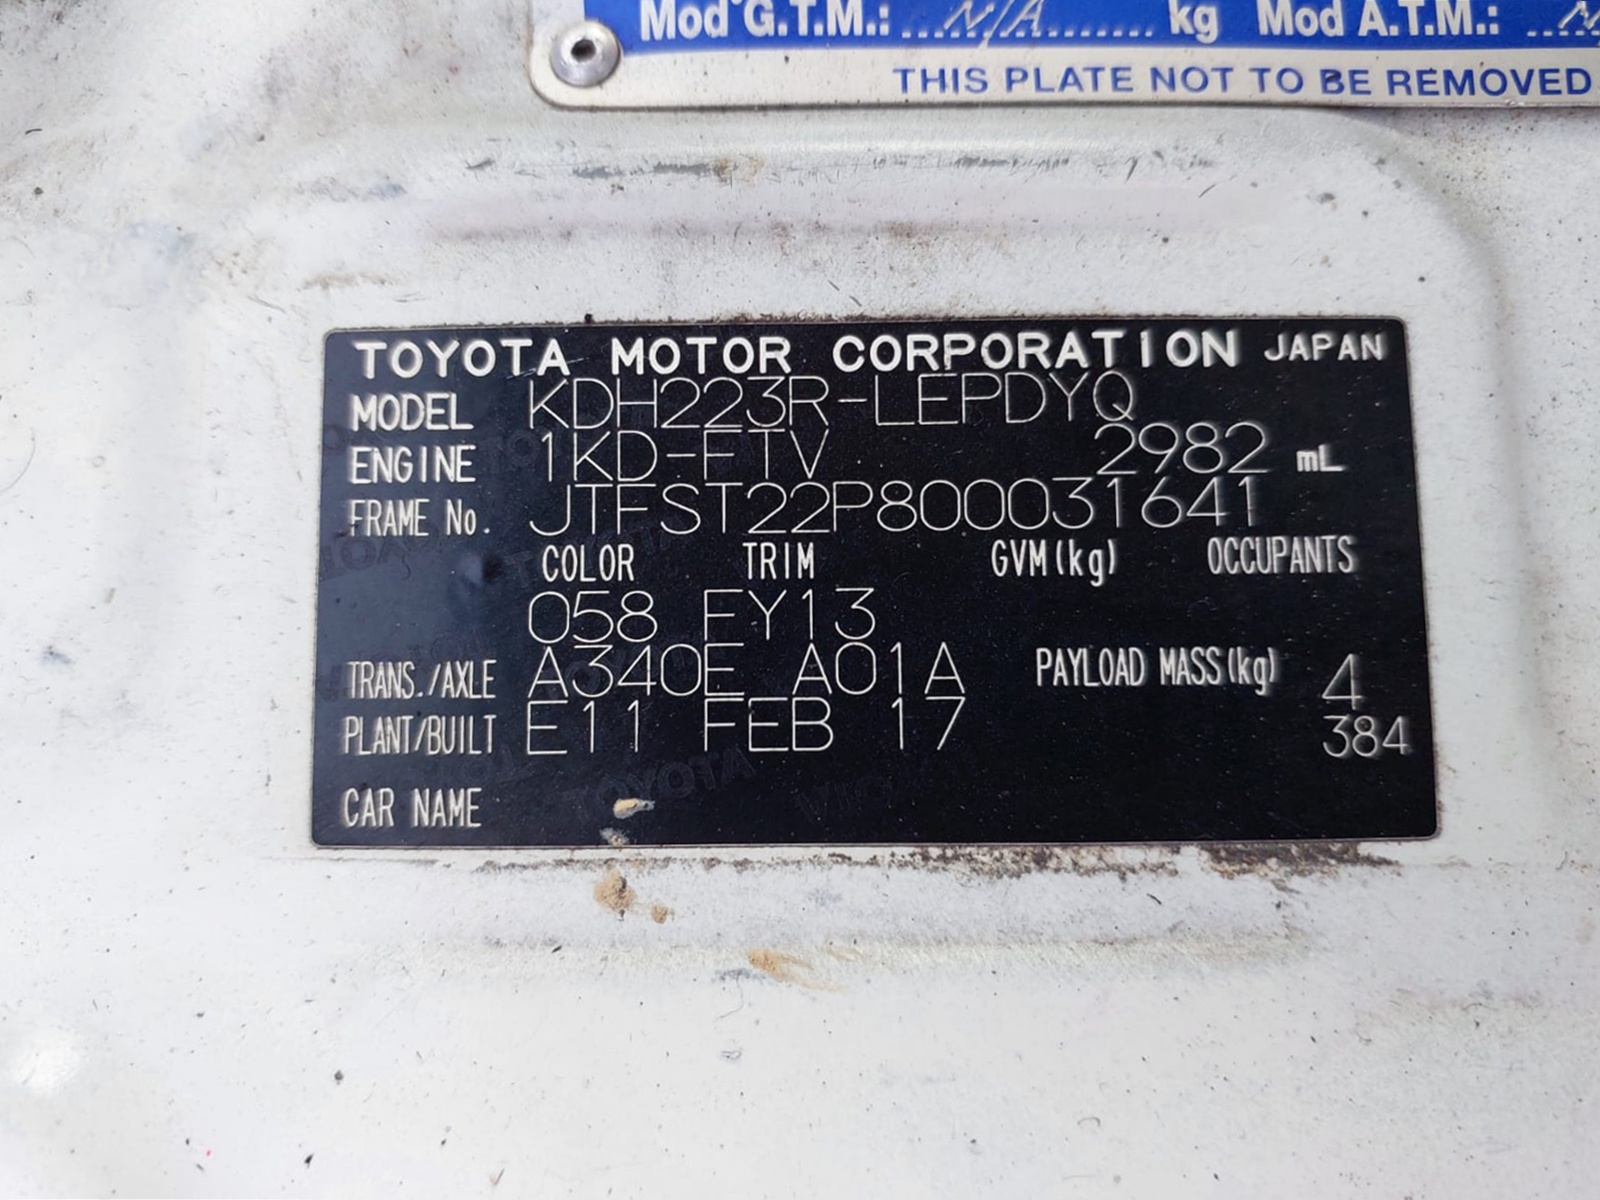 Mod G.T.M.: ...N/A....... kg Mod A.T.M.:
THIS PLATE NOT TO BE REMOVED
TOYOTA MOTOR CORPORATION JAPAN
MODEL KDH223R-LEPDYQ
ENGINE 1KD-FTV 2982 mL
FRAME No. JTFST22P800031641
COLOR TRIM GVM(kg) OCCUPANTS
058 FY13
TRANS./AXLE A340E A01A PAYLOAD MASS(kg) 4
PLANT/BUILT E11 FEB 17 384
CAR NAME